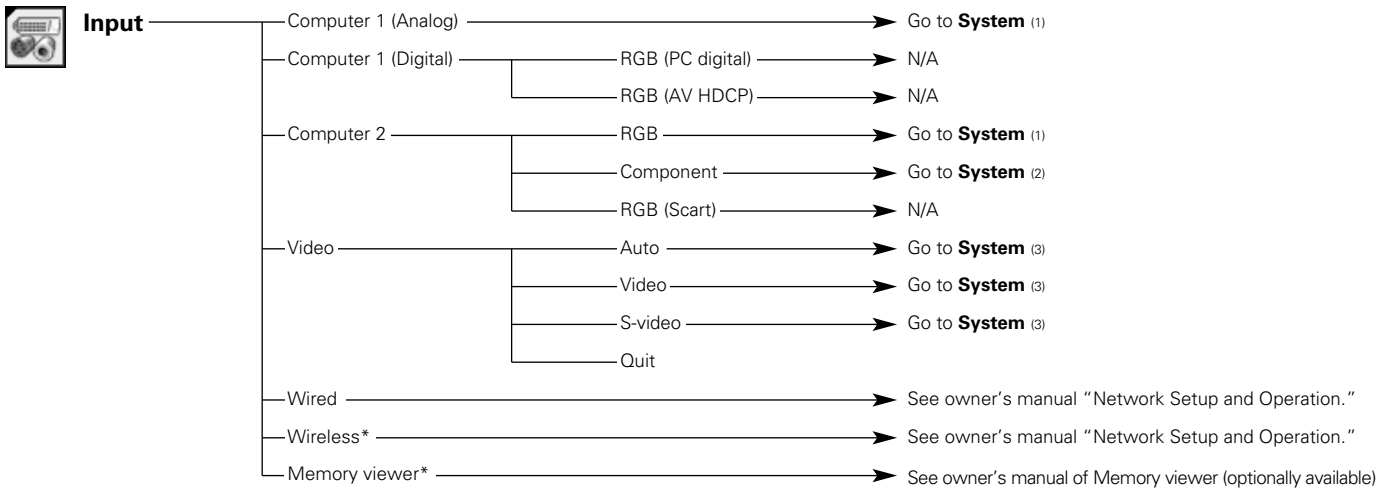 Input
Computer 1 (Analog) Go to System (1)
Computer 1 (Digital) RGB (PC digital) N/A
RGB (AV HDCP) N/A
Computer 2 RGB Go to System (1)
Component Go to System (2)
RGB (Scart) N/A
Video Auto Go to System (3)
Video Go to System (3)
S-video Go to System (3)
Quit
Wired See owner’s manual “Network Setup and Operation.”
Wireless* See owner’s manual “Network Setup and Operation.”
Memory viewer* See owner’s manual of Memory viewer (optionally available)